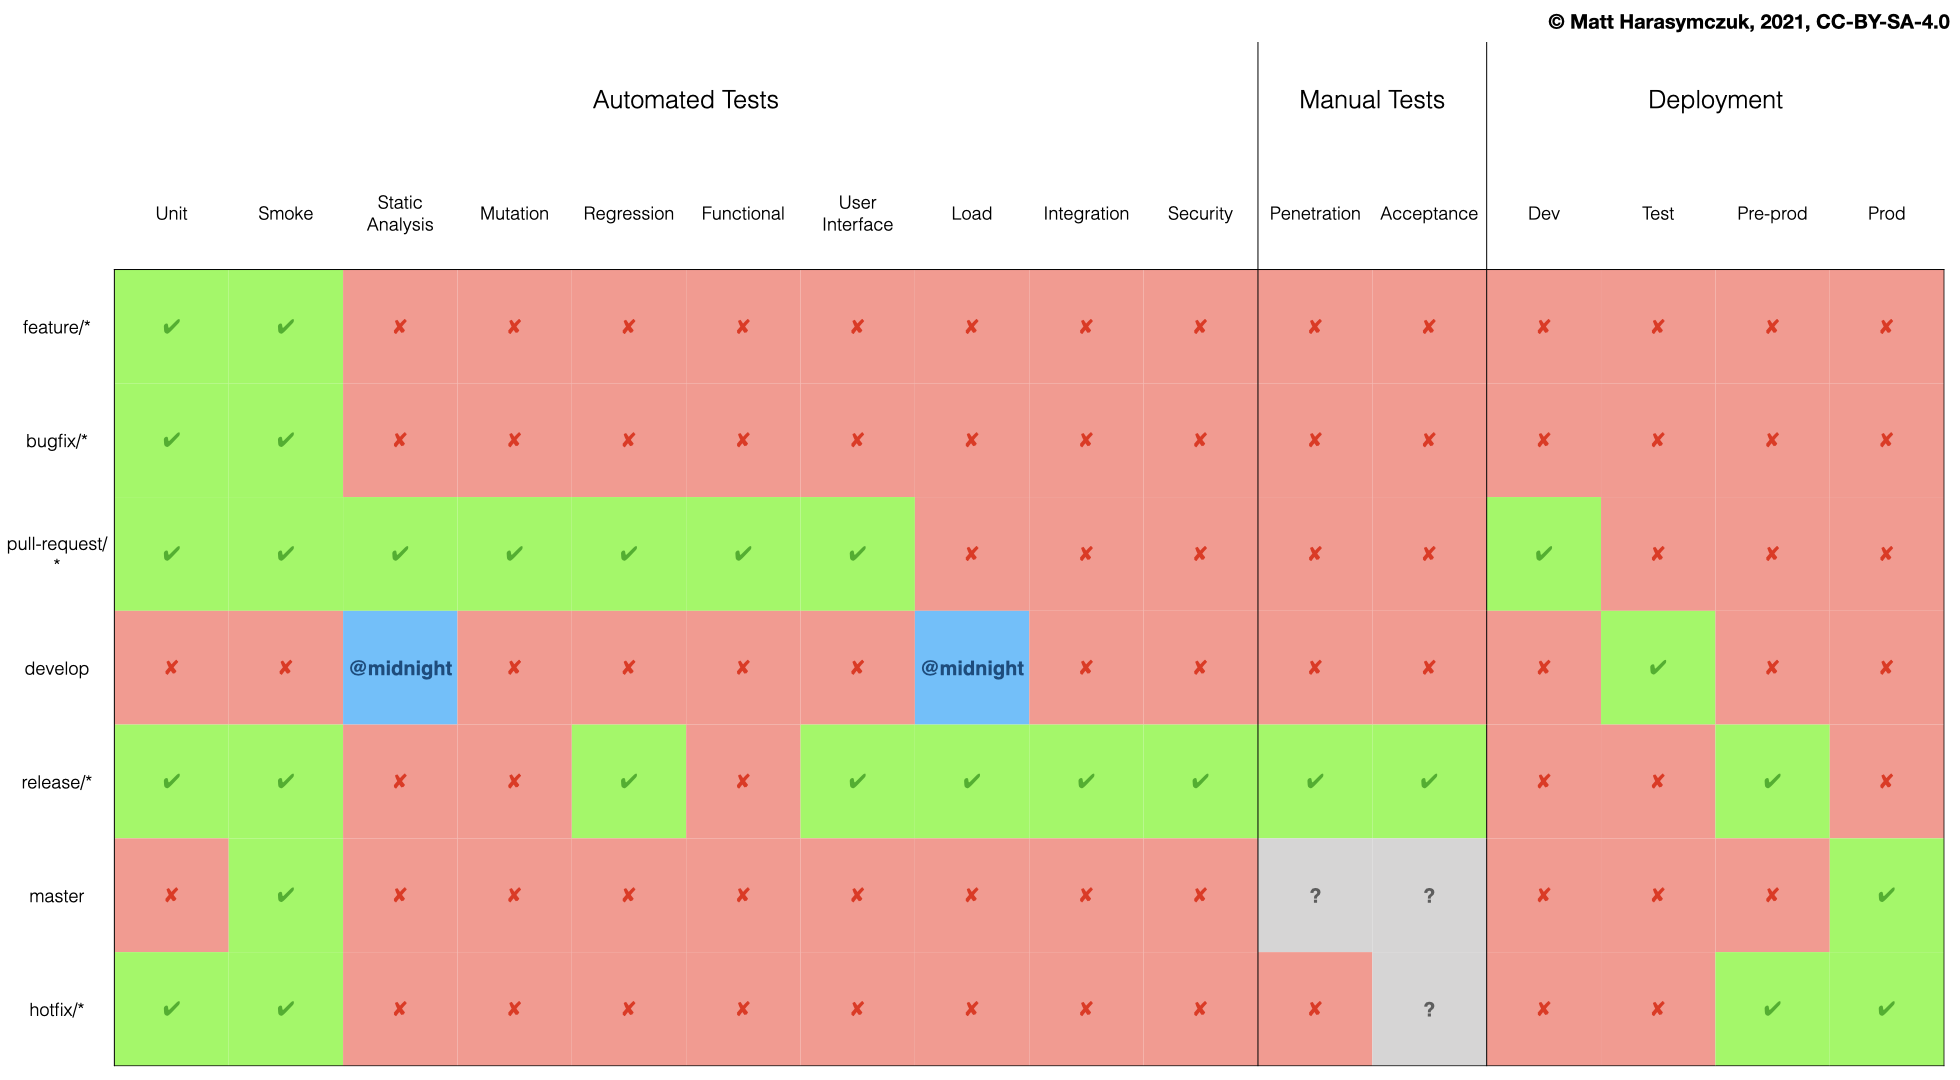 © Matt Harasymczuk, 2021, CC-BY-SA-4.0
Automated Tests Manual Tests Deployment
Unit Smoke Static Analysis Mutation Regression Functional User Interface Load Integration Security Penetration Acceptance Dev Test Pre-prod Prod
feature/* ✔ ✔ ✘ ✘ ✘ ✘ ✘ ✘ ✘ ✘ ✘ ✘ ✘ ✘ ✘ ✘
bugfix/* ✔ ✔ ✘ ✘ ✘ ✘ ✘ ✘ ✘ ✘ ✘ ✘ ✘ ✘ ✘ ✘
pull-request/* ✔ ✔ ✔ ✔ ✔ ✔ ✔ ✘ ✘ ✘ ✘ ✘ ✔ ✘ ✘ ✘
develop ✘ ✘ @midnight ✘ ✘ ✘ ✘ @midnight ✘ ✘ ✘ ✘ ✘ ✔ ✘ ✘
release/* ✔ ✔ ✘ ✘ ✔ ✘ ✔ ✔ ✔ ✔ ✔ ✔ ✘ ✘ ✔ ✘
master ✘ ✔ ✘ ✘ ✘ ✘ ✘ ✘ ✘ ✘ ? ? ✘ ✘ ✘ ✔
hotfix/* ✔ ✔ ✘ ✘ ✘ ✘ ✘ ✘ ✘ ✘ ✘ ? ✘ ✘ ✔ ✔